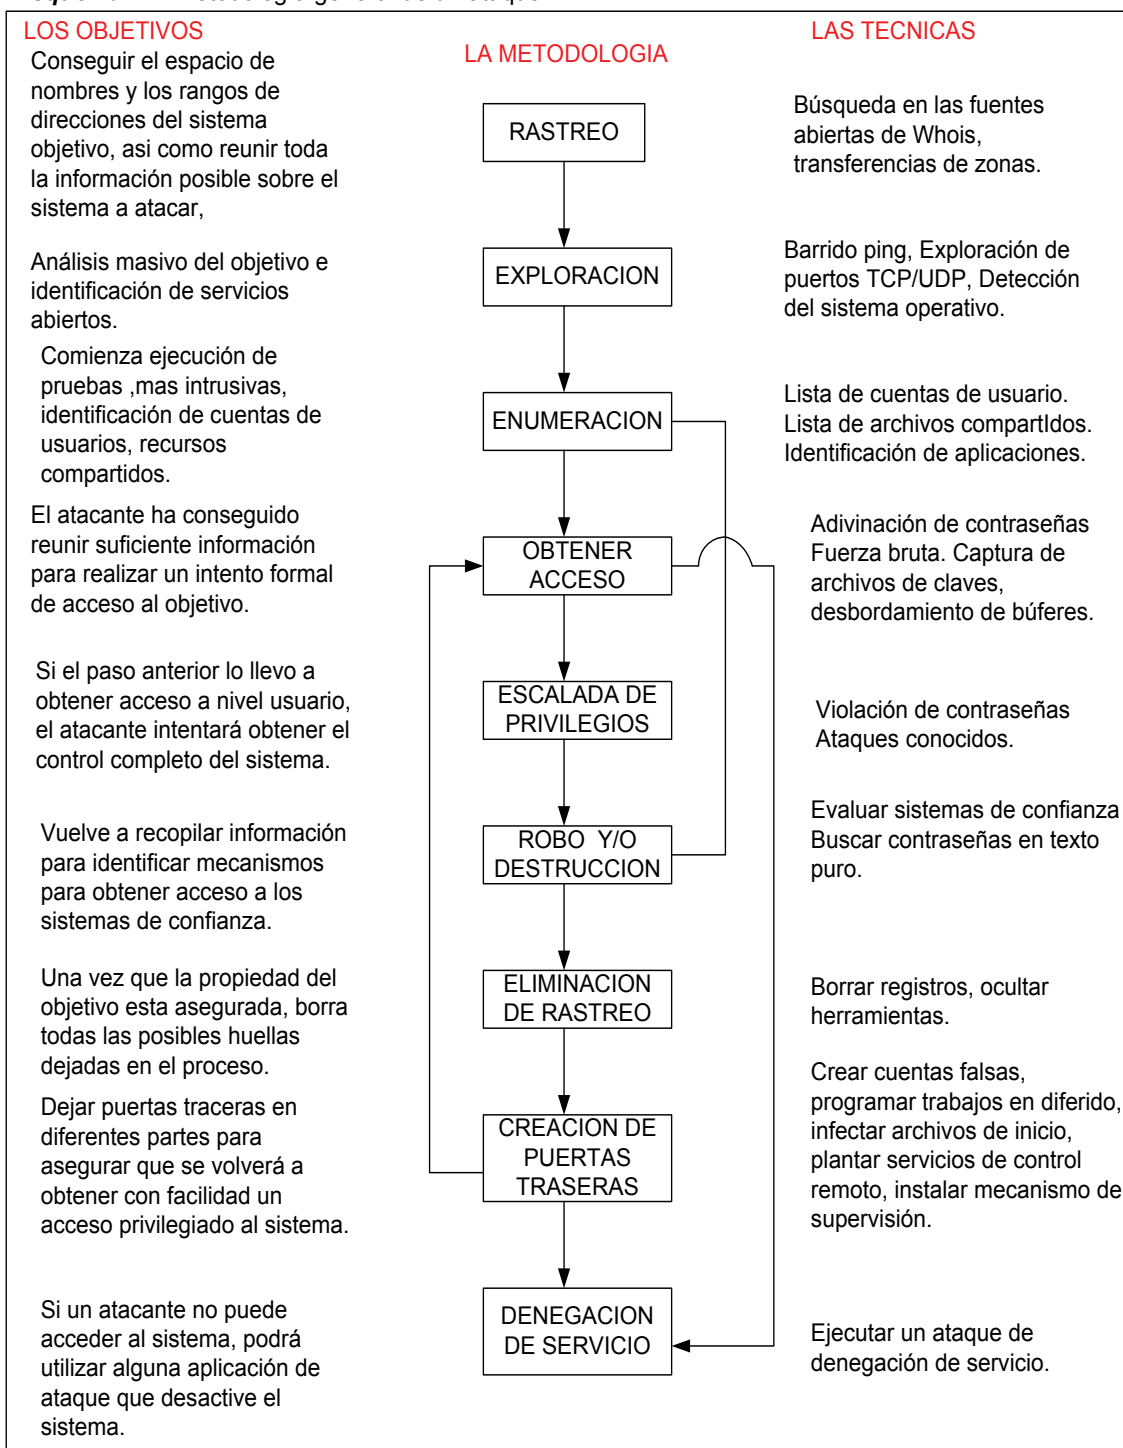 LOS OBJETIVOS
Conseguir el espacio de
nombres y los rangos de
direcciones del sistema
objetivo, asi como reunir toda
la información posible sobre el
sistema a atacar,
Análisis masivo del objetivo e
identificación de servicios
abiertos.
Comienza ejecución de
pruebas ,mas intrusivas,
identificación de cuentas de
usuarios, recursos
compartidos.
El atacante ha conseguido
reunir suficiente información
para realizar un intento formal
de acceso al objetivo.
Si el paso anterior lo llevo a
obtener acceso a nivel usuario,
el atacante intentará obtener el
control completo del sistema.
Vuelve a recopilar información
para identificar mecanismos
para obtener acceso a los
sistemas de confianza.
Una vez que la propiedad del
objetivo esta asegurada, borra
todas las posibles huellas
dejadas en el proceso.
Dejar puertas traceras en
diferentes partes para
asegurar que se volverá a
obtener con facilidad un
acceso privilegiado al sistema.
Si un atacante no puede
acceder al sistema, podrá
utilizar alguna aplicación de
ataque que desactive el
sistema.
LA METODOLOGIA
RASTREO
EXPLORACION
ENUMERACION
OBTENER
ACCESO
ESCALADA DE
PRIVILEGIOS
ROBO Y/O
DESTRUCCION
ELIMINACION
DE RASTREO
CREACION DE
PUERTAS
TRASERAS
DENEGACION
DE SERVICIO
LAS TECNICAS
Búsqueda en las fuentes
abiertas de Whois,
transferencias de zonas.
Barrido ping, Exploración de
puertos TCP/UDP, Detección
del sistema operativo.
Lista de cuentas de usuario.
Lista de archivos compartIdos.
Identificación de aplicaciones.
Adivinación de contraseñas
Fuerza bruta. Captura de
archivos de claves,
desbordamiento de búferes.
Violación de contraseñas
Ataques conocidos.
Evaluar sistemas de confianza
Buscar contraseñas en texto
puro.
Borrar registros, ocultar
herramientas.
Crear cuentas falsas,
programar trabajos en diferido,
infectar archivos de inicio,
plantar servicios de control
remoto, instalar mecanismo de
supervisión.
Ejecutar un ataque de
denegación de servicio.